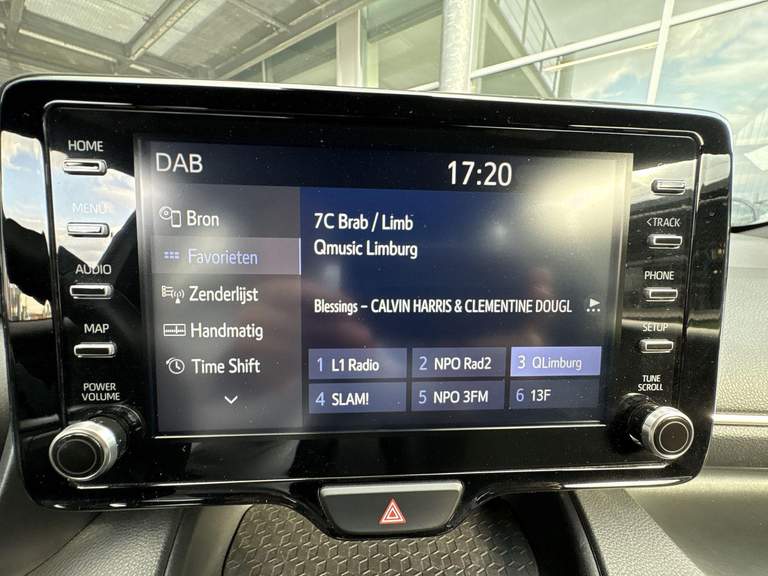 HOME
MENU
AUDIO
MAP
POWER
VOLUME
DAB
17:20
Bron
Favorieten
Zenderlijst
Handmatig
Time Shift
7C Brab / Limb
Qmusic Limburg
Blessings – CALVIN HARRIS & CLEMENTINE DOUGL
1 L1 Radio
2 NPO Rad2
3 QLimburg
4 SLAM!
5 NPO 3FM
6 13F
<TRACK
PHONE
SETUP
TUNE
SCROLL